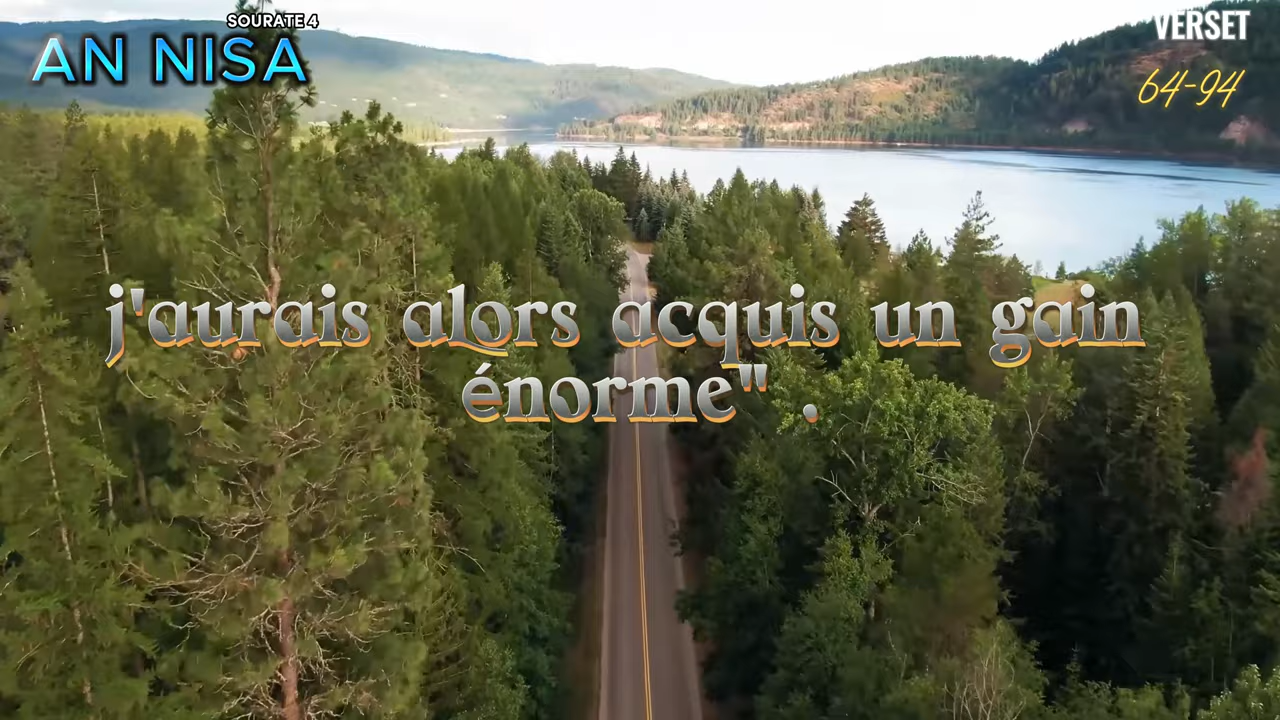 SOURATE 4
AN NISA
VERSET
64-94
j'aurais alors acquis un gain
énorme" .